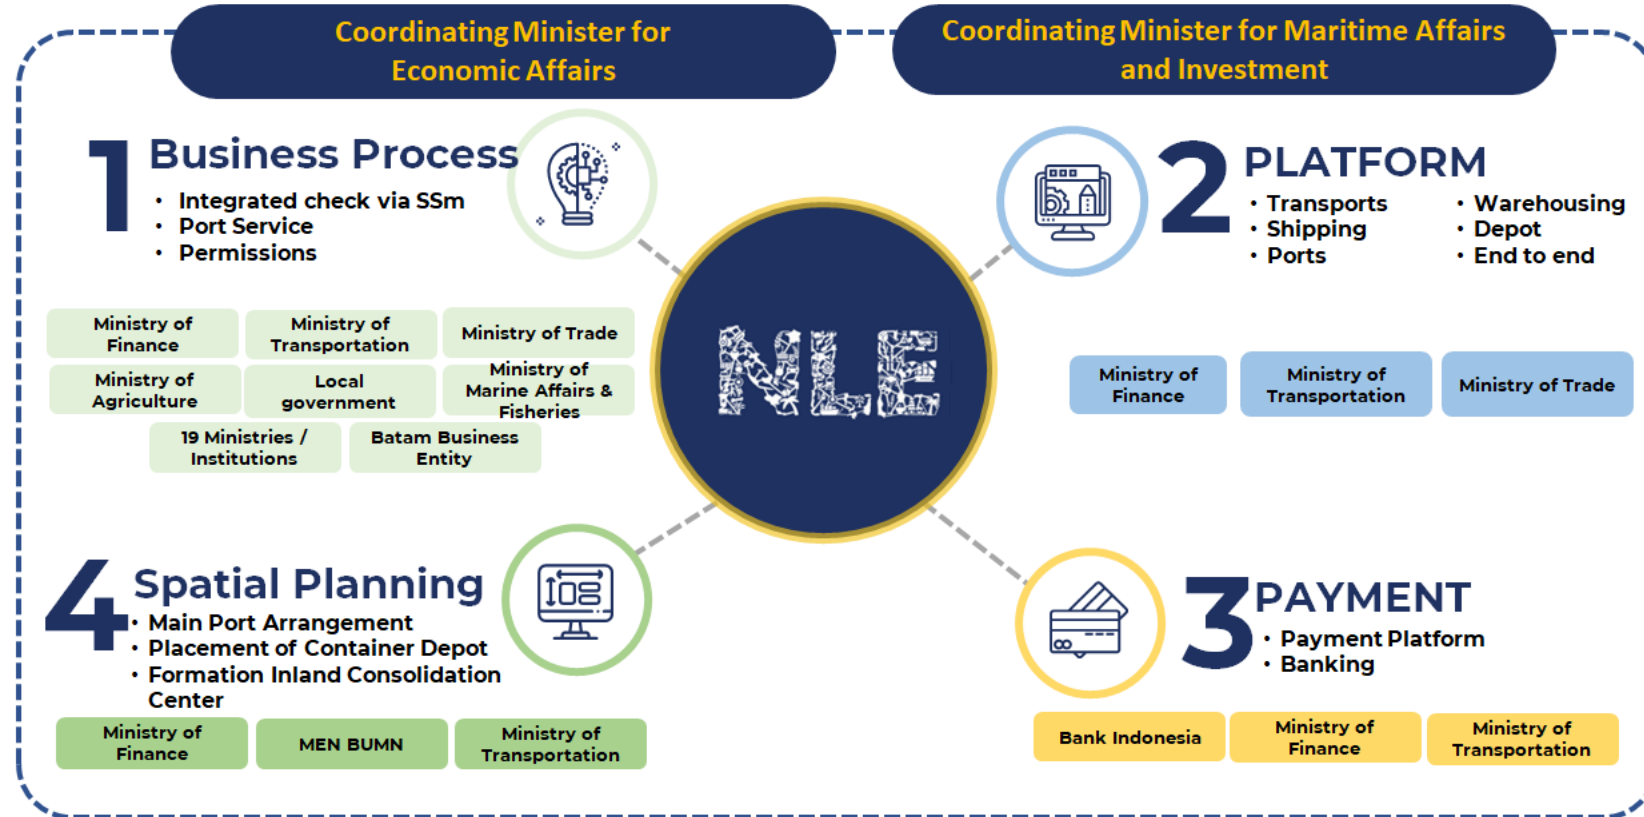 Coordinating Minister for
Economic Affairs
Coordinating Minister for Maritime Affairs
and Investment
1 Business Process
• Integrated check via SSm
• Port Service
• Permissions
Ministry of
Finance
Ministry of
Transportation
Ministry of Trade
Ministry of
Agriculture
Local
government
Ministry of
Marine Affairs &
Fisheries
19 Ministries /
Institutions
Batam Business
Entity
2 PLATFORM
• Transports
• Shipping
• Ports
• Warehousing
• Depot
• End to end
Ministry of
Finance
Ministry of
Transportation
Ministry of Trade
NLE
4 Spatial Planning
• Main Port Arrangement
• Placement of Container Depot
• Formation Inland Consolidation
Center
Ministry of
Finance
MEN BUMN
Ministry of
Transportation
3 PAYMENT
• Payment Platform
• Banking
Bank Indonesia
Ministry of
Finance
Ministry of
Transportation